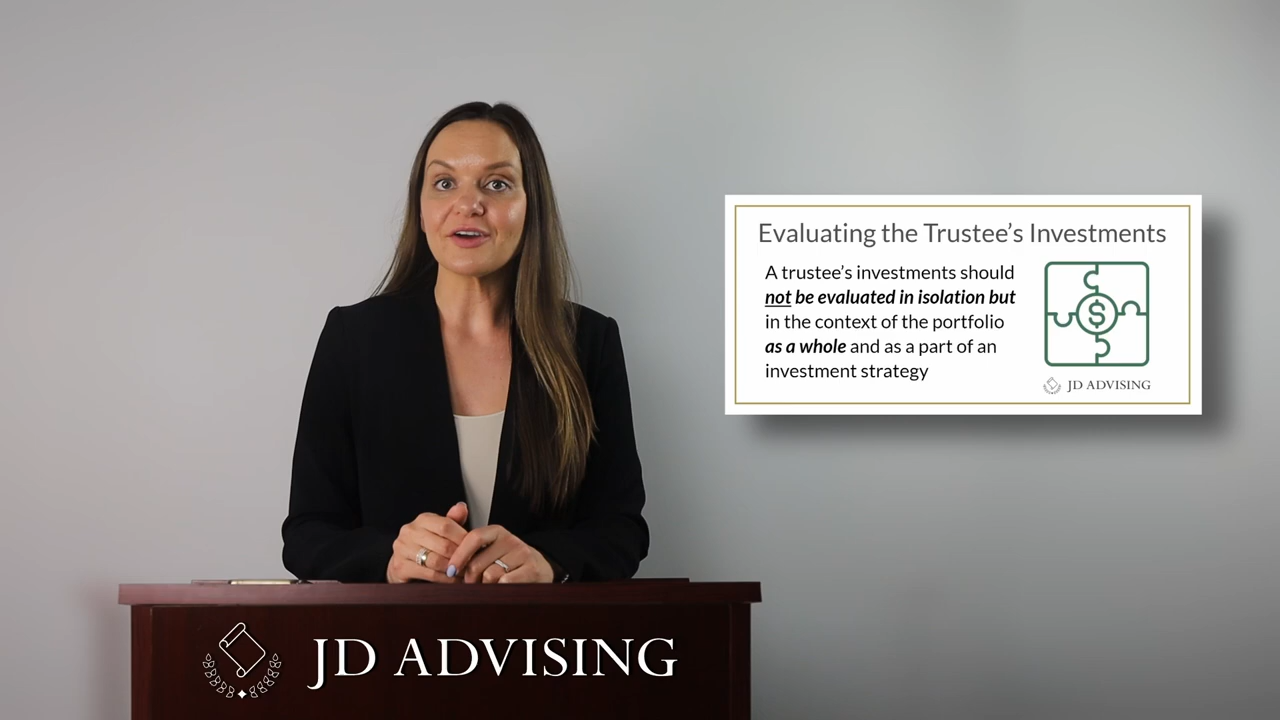 Evaluating the Trustee's Investments
A trustee's investments should
not be evaluated in isolation but
in the context of the portfolio
as a whole and as a part of an
investment strategy
JD ADVISING
JD ADVISING